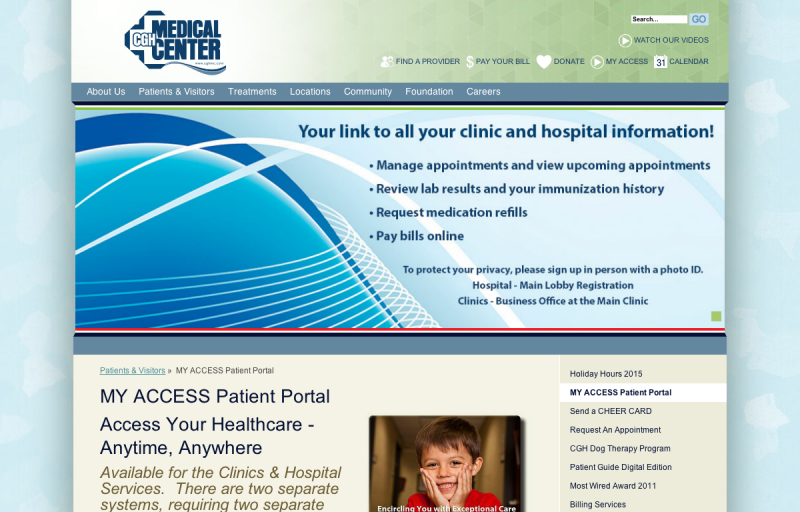 CGH MEDICAL
CENTER
www.cghmc.com
Search... GO
WATCH OUR VIDEOS
FIND A PROVIDER $ PAY YOUR BILL DONATE MY ACCESS 31 CALENDAR
About Us Patients & Visitors Treatments Locations Community Foundation Careers
Your link to all your clinic and hospital information!
• Manage appointments and view upcoming appointments
• Review lab results and your immunization history
• Request medication refills
• Pay bills online
To protect your privacy, please sign up in person with a photo ID.
Hospital - Main Lobby Registration
Clinics - Business Office at the Main Clinic
Patients & Visitors » MY ACCESS Patient Portal
MY ACCESS Patient Portal
Access Your Healthcare -
Anytime, Anywhere
Available for the Clinics & Hospital
Services. There are two separate
systems, requiring two separate
Encircling You with Exceptional Care
Holiday Hours 2015
MY ACCESS Patient Portal
Send a CHEER CARD
Request An Appointment
CGH Dog Therapy Program
Patient Guide Digital Edition
Most Wired Award 2011
Billing Services